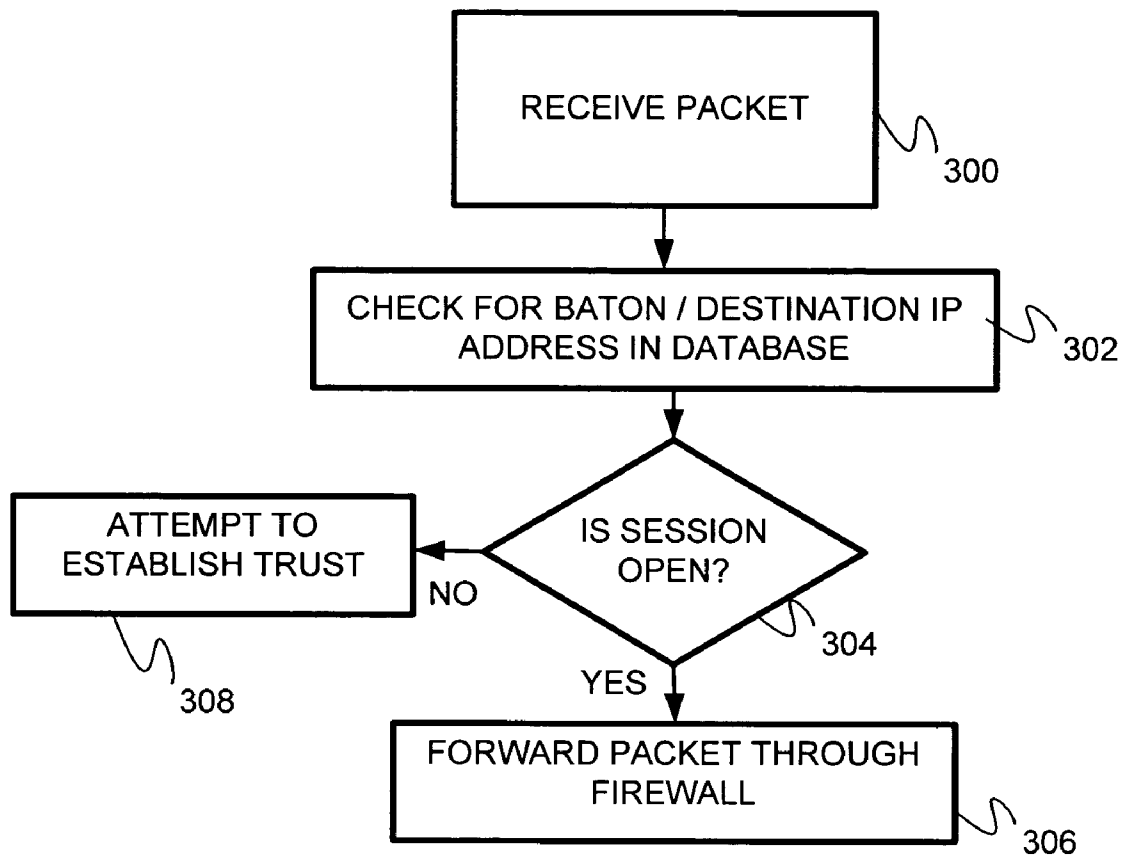 RECEIVE PACKET
300
CHECK FOR BATON / DESTINATION IP
ADDRESS IN DATABASE
302
IS SESSION
OPEN?
304
ATTEMPT TO
ESTABLISH TRUST
NO
308
YES
FORWARD PACKET THROUGH
FIREWALL
306